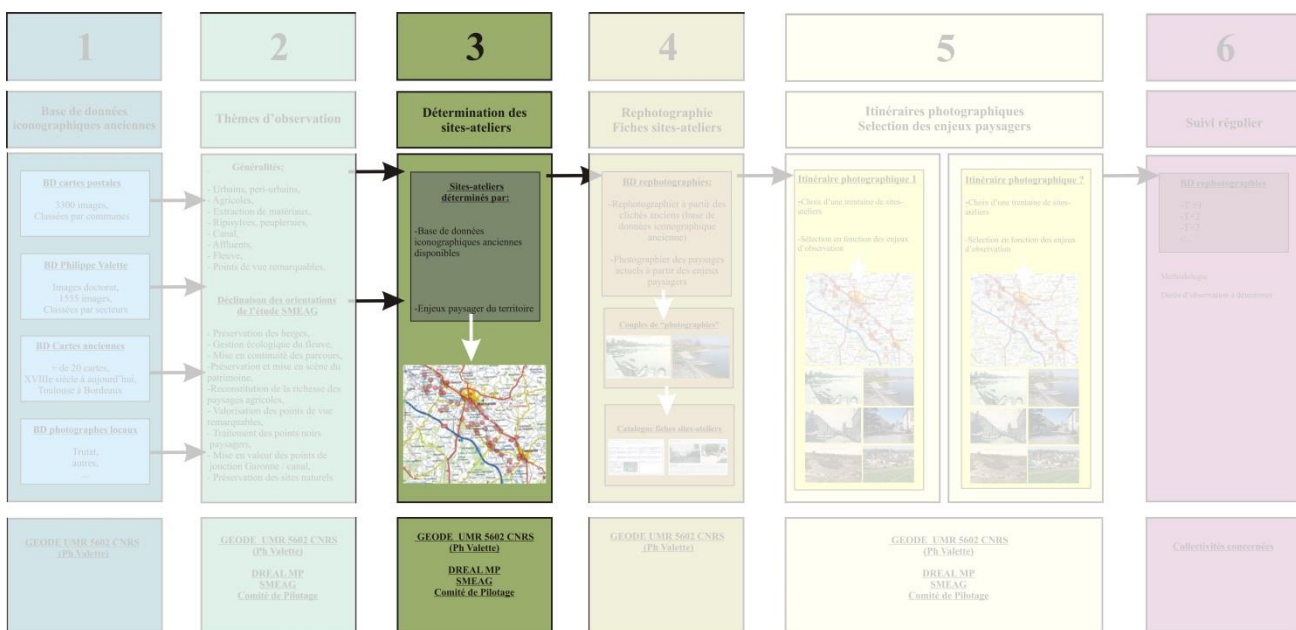 1
2
3
4
5
6
Base de données
iconographiques anciennes
Thèmes d'observation
Détermination des
sites-ateliers
Rephotographie
Fiches sites-ateliers
Itinéraires photographiques
Selection des enjeux paysagers
Suivi régulier
BD cartes postales
3300 images,
Classées par communes
BD Philippe Valette
Images doctorat,
1555 images,
Classées par secteurs
BD Cartes anciennes
+ de 20 cartes,
XVIIIe siècle à aujourd'hui,
Toulouse à Bordeaux
BD photographes locaux
Trutat,
autres,
...
Généralités:
- Urbains, peri-urbains,
- Agricoles,
- Extraction de matériaux,
- Ripisylves, peupleraies,
- Canal,
- Affluents,
- Fleuve,
- Points de vue remarquables,
Déclinaison des orientations
de l'étude SMEAG
- Préservation des berges,
- Gestion écologique du fleuve,
- Mise en continuité des parcours,
-Préservation et mise en scène du
patrimoine,
-Reconstitution de la richesse des
paysages agricoles,
- Valorisation des points de vue
remarquables,
- Traitement des points noirs
paysagers,
- Mise en valeur des points de
jonction Garonne / canal,
- Préservation des sites naturels
Sites-ateliers
déterminés par:
-Base de données
iconographiques anciennes
disponibles
-Enjeux paysager du territoire
BD rephotographies:
-Rephotographier à partir des
clichés anciens (base de
données iconographique
ancienne)
-Photographier des paysages
actuels à partir des enjeux
paysagers
Couples de "photographies"
Catalogue fiches sites-ateliers
Itinéraire photographique 1
-Choix d'une trentaine de sites-
ateliers
-Sélection en fonction des enjeux
d'observation
Itinéraire photographique ?
-Choix d'une trentaine de sites-
ateliers
-Sélection en fonction des enjeux
d'observation
BD rephotographies
Méthodologie
Durée d'observation à déterminer
GEODE UMR 5602 CNRS
(Ph Valette)
GEODE UMR 5602 CNRS
(Ph Valette)
DREAL MP
SMEAG
Comité de Pilotage
GEODE UMR 5602 CNRS
(Ph Valette)
DREAL MP
SMEAG
Comité de Pilotage
GEODE UMR 5602 CNRS
(Ph Valette)
GEODE UMR 5602 CNRS
(Ph Valette)
DREAL MP
SMEAG
Comité de Pilotage
Collectivités concernées